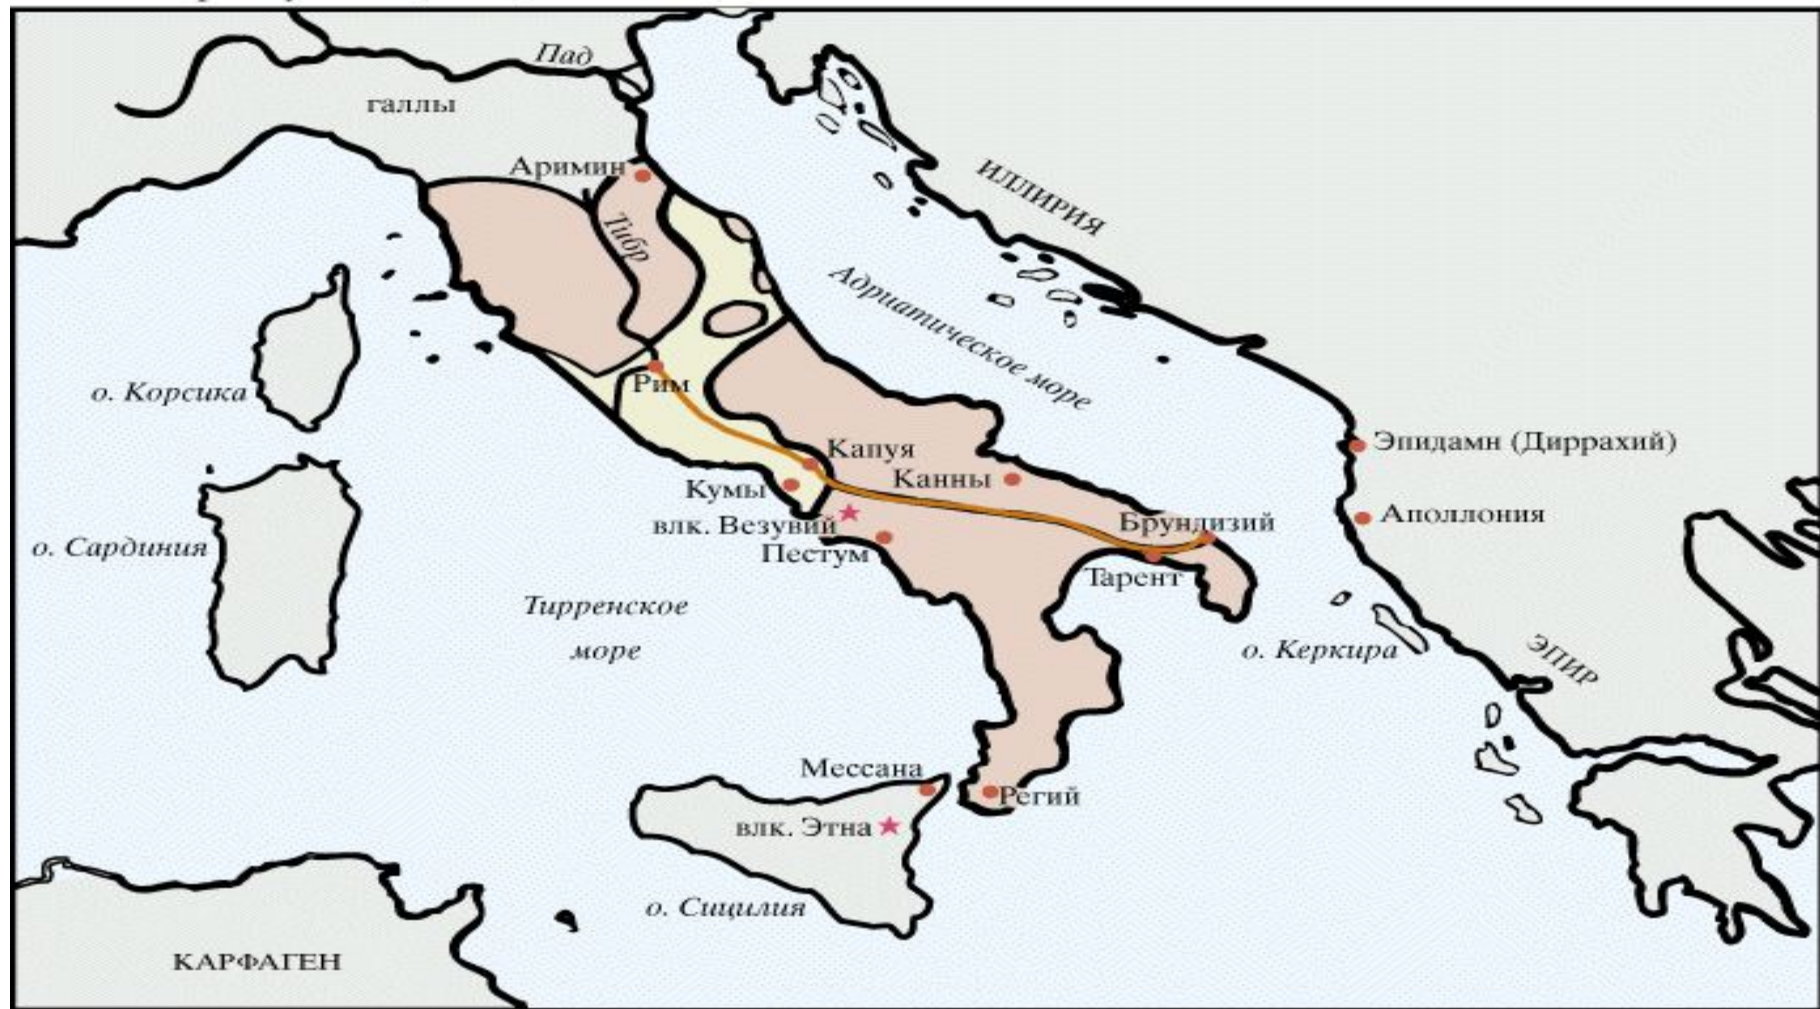 Пад
галлы
Аримин
Тибр
ИЛЛИРИЯ
Адриатическое море
о. Корсика
Рим
Капуя
Эпидамн (Диррахий)
Канны
Кумы
Аполлония
влк. Везувий
Брундизий
о. Сардиния
Пестум
Тарент
Тирренское
море
о. Керкира
ЭПИР
Мессана
Регий
влк. Этна
о. Сицилия
КАРФАГЕН